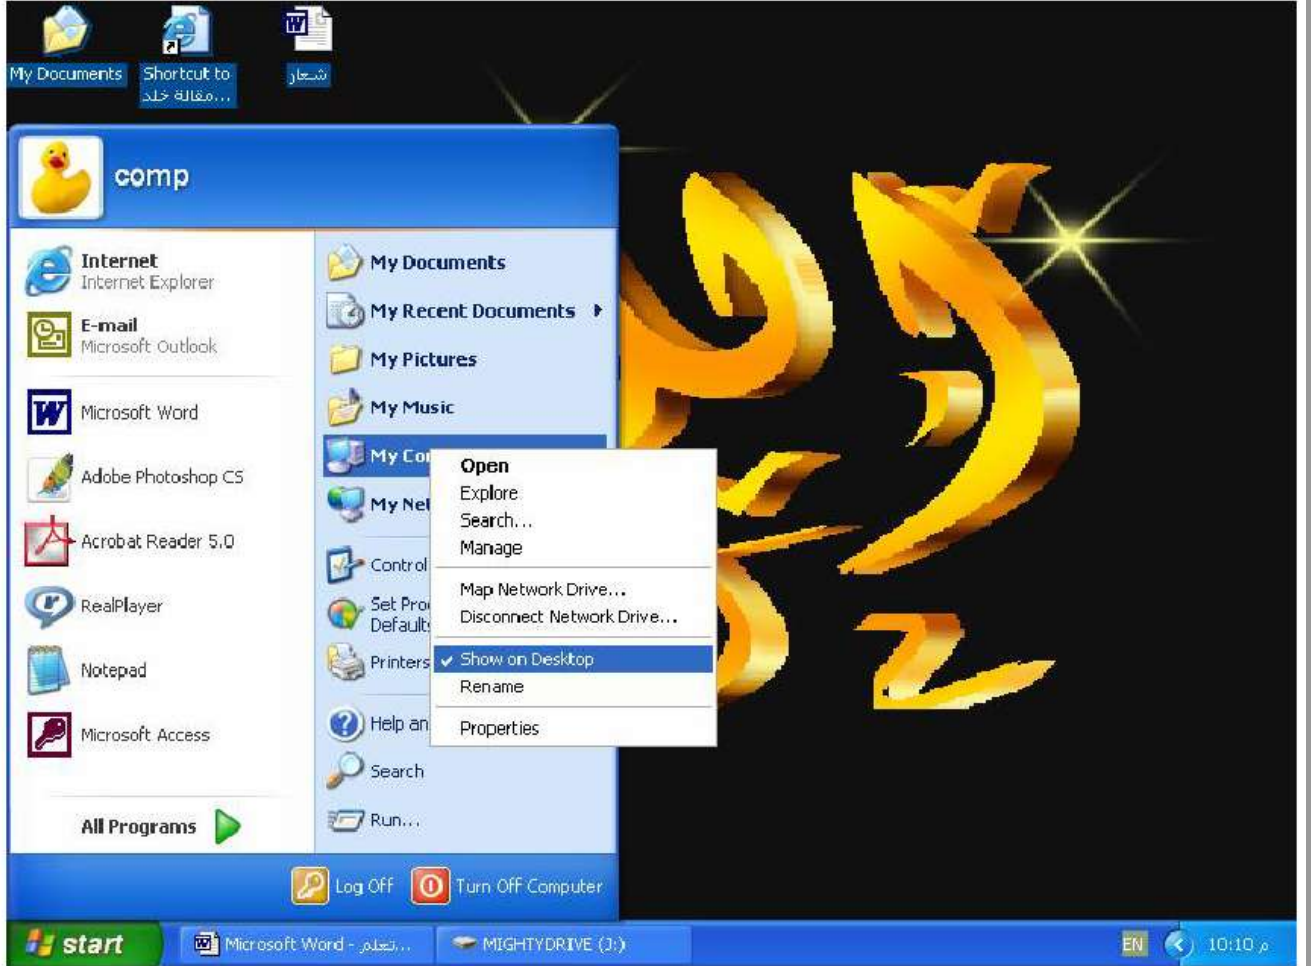 My Documents
Shortcut to
مقالة خلد...
شعار
comp
Internet
Internet Explorer
E-mail
Microsoft Outlook
Microsoft Word
Adobe Photoshop CS
Acrobat Reader 5.0
RealPlayer
Notepad
Microsoft Access
All Programs
My Documents
My Recent Documents
My Pictures
My Music
My Com
My Net
Control
Set Pro
Defaults
Printers
Help an
Search
Run...
Open
Explore
Search...
Manage
Map Network Drive...
Disconnect Network Drive...
Show on Desktop
Rename
Properties
Log Off
Turn Off Computer
start
Microsoft Word - تعلم...
MIGHTYDRIVE (J:)
EN
10:10 م